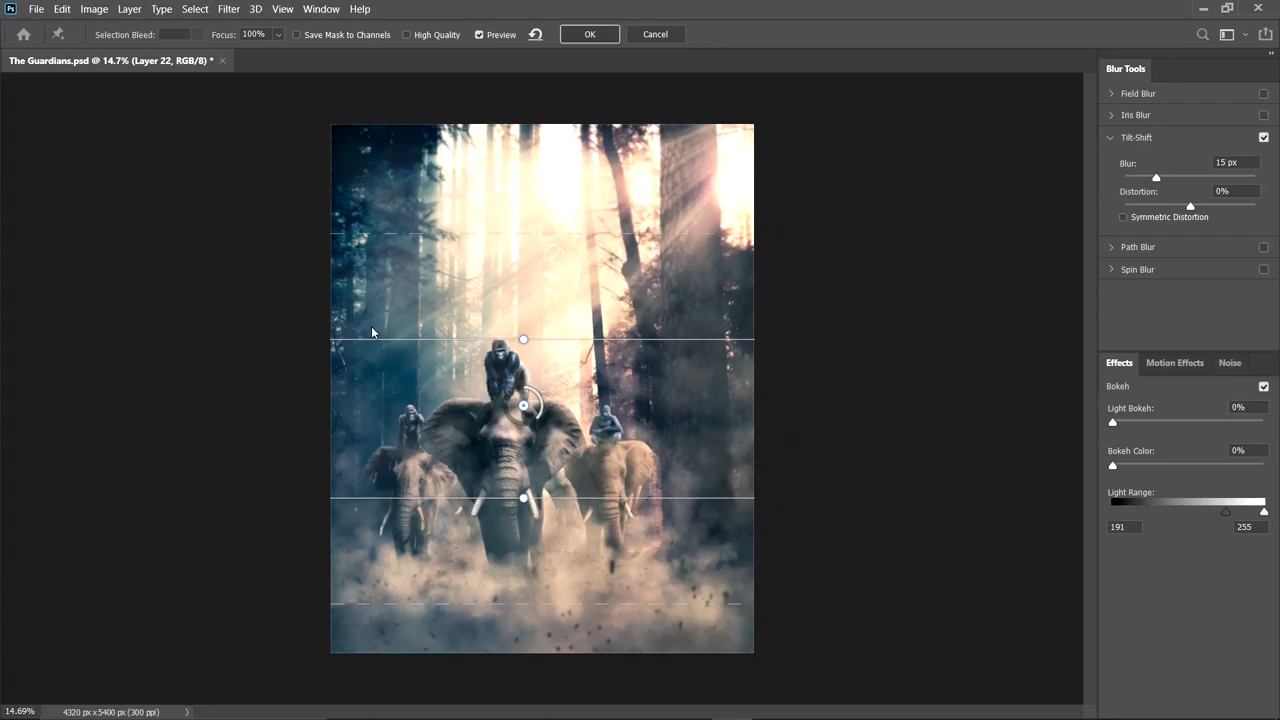 Ps File Edit Image Layer Type Select Filter 3D View Window Help
Selection Bleed: Focus: 100% Save Mask to Channels High Quality Preview OK Cancel
The Guardians.psd @ 14.7% (Layer 22, RGB/8) * ×
Blur Tools
Field Blur
Iris Blur
Tilt-Shift
Blur: 15 px
Distortion: 0%
Symmetric Distortion
Path Blur
Spin Blur
Effects Motion Effects Noise
Bokeh
Light Bokeh: 0%
Bokeh Color: 0%
Light Range:
191 255
14.69% 4320 px x 5400 px (300 ppi)